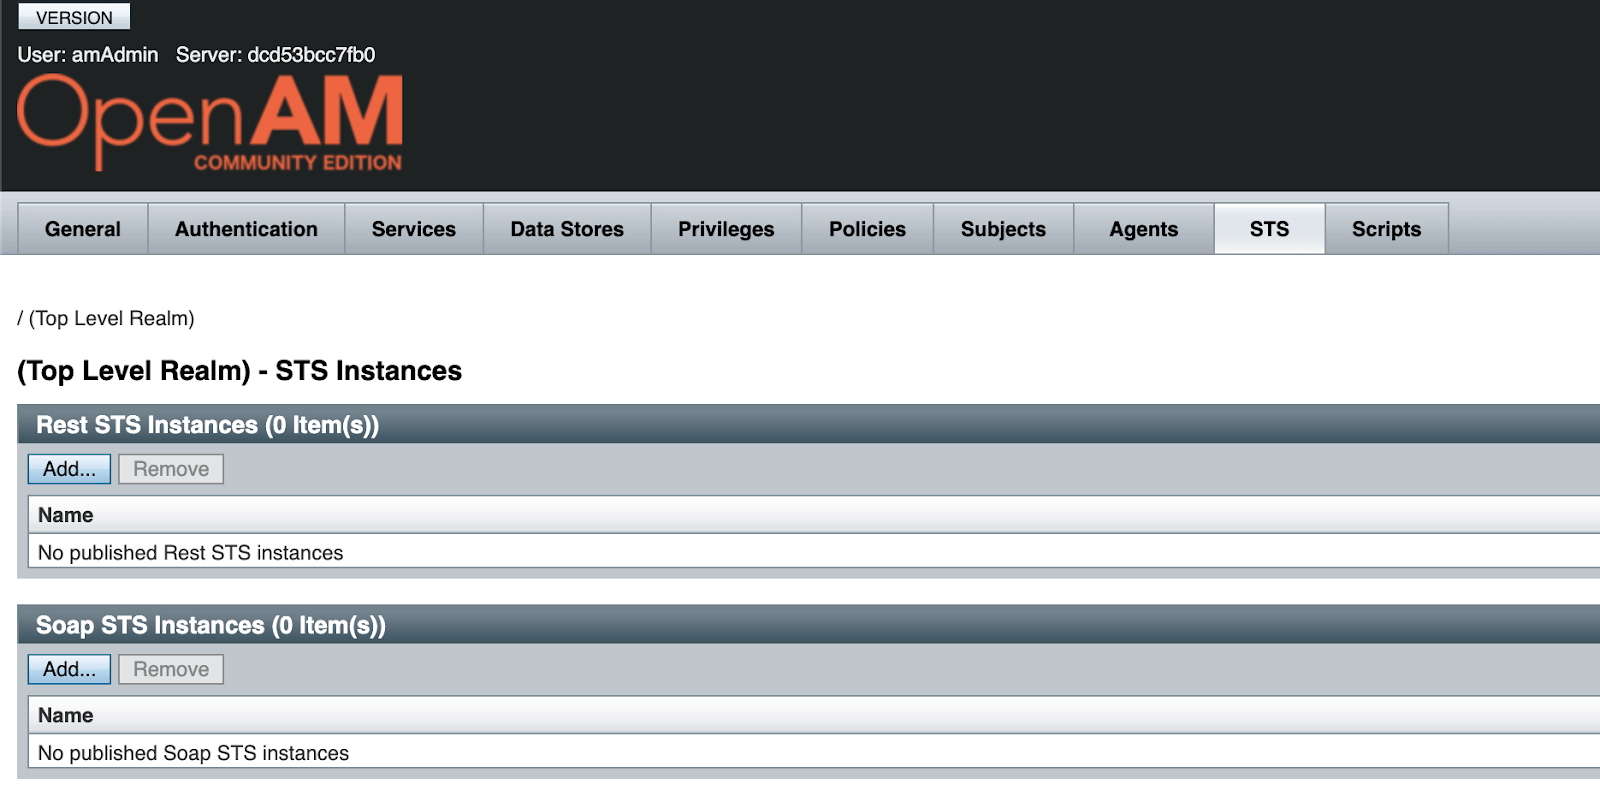 VERSION
User: amAdmin Server: dcd53bcc7fb0
OpenAM
COMMUNITY EDITION
General Authentication Services Data Stores Privileges Policies Subjects Agents STS Scripts
/ (Top Level Realm)
(Top Level Realm) - STS Instances
Rest STS Instances (0 Item(s))
Add... Remove
Name
No published Rest STS instances
Soap STS Instances (0 Item(s))
Add... Remove
Name
No published Soap STS instances